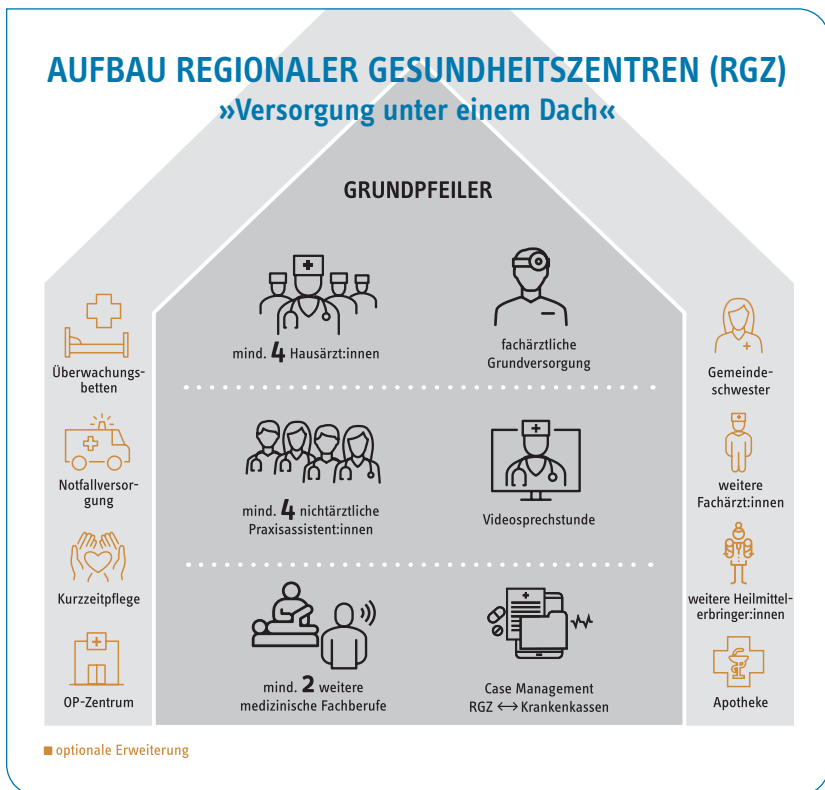 AUFBAU REGIONALER GESUNDHEITSZENTREN (RGZ)
»Versorgung unter einem Dach«
GRUNDPFEILER
mind. 4 Hausärzt:innen
fachärztliche
Grundversorgung
mind. 4 nichtärztliche
Praxisassistent:innen
Videosprechstunde
mind. 2 weitere
medizinische Fachberufe
Case Management
RGZ ⟷ Krankenkassen
Überwachungs-
betten
Notfallversor-
gung
Kurzzeitpflege
OP-Zentrum
Gemeinde-
schwester
weitere
Fachärzt:innen
weitere Heilmittel-
erbringer:innen
Apotheke
■ optionale Erweiterung